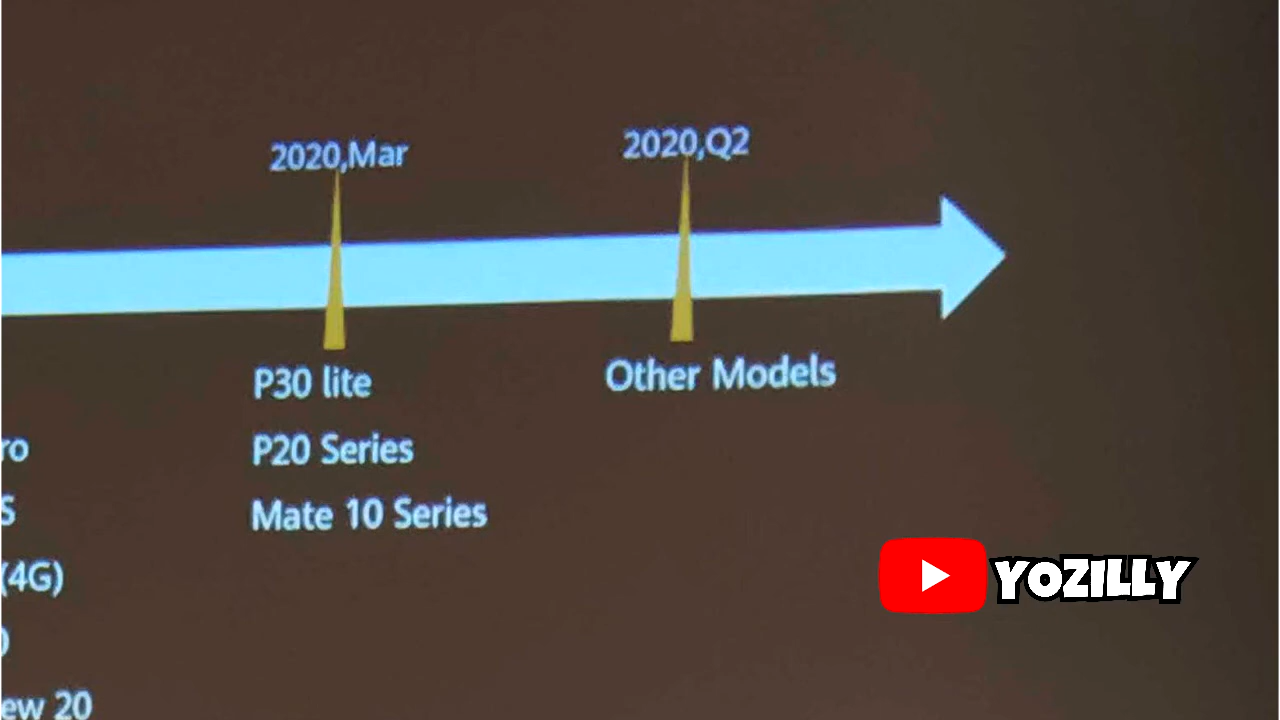 2020,Mar
2020,Q2
P30 lite
Other Models
ro
P20 Series
S
Mate 10 Series
(4G)
YOZILLY
ew 20